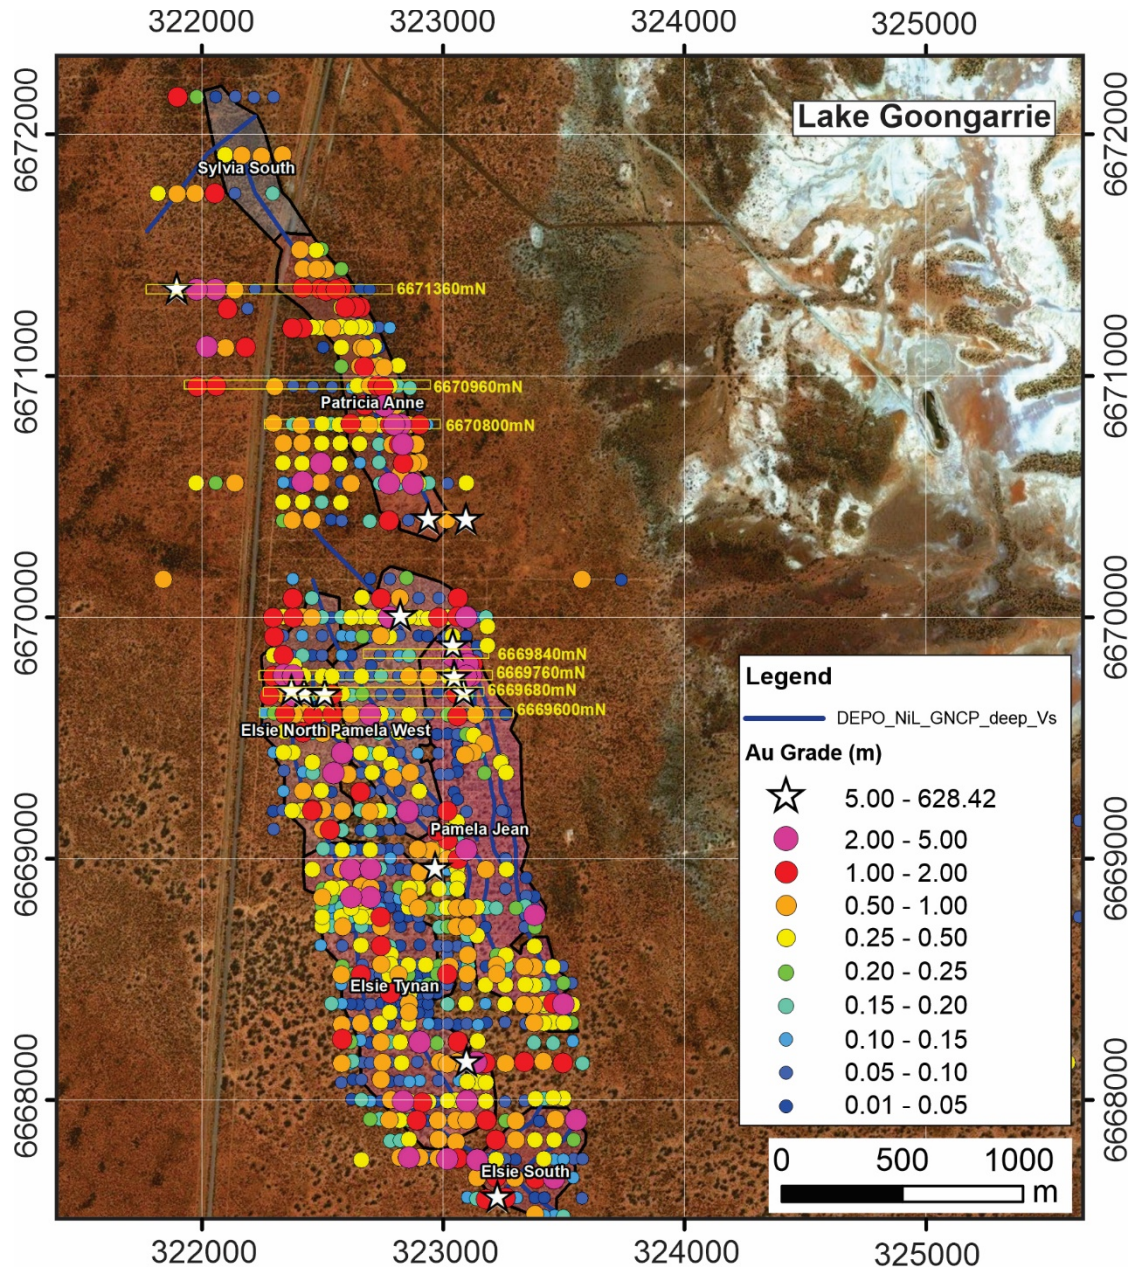 322000 323000 324000 325000
6672000 6672000
Lake Goongarrie
Sylvia South
6671360mN
6671000 6671000
6670960mN
Patricia Anne
6670800mN
6670000 6670000
6669840mN
6669760mN
6669680mN
6669600mN
Elsie North Pamela West
Pamela Jean
6669000 6669000
Elsie Tynan
6668000 6668000
Elsie South
Legend
DEPO_NiL_GNCP_deep_Vs
Au Grade (m)
5.00 - 628.42
2.00 - 5.00
1.00 - 2.00
0.50 - 1.00
0.25 - 0.50
0.20 - 0.25
0.15 - 0.20
0.10 - 0.15
0.05 - 0.10
0.01 - 0.05
0 500 1000
m
322000 323000 324000 325000